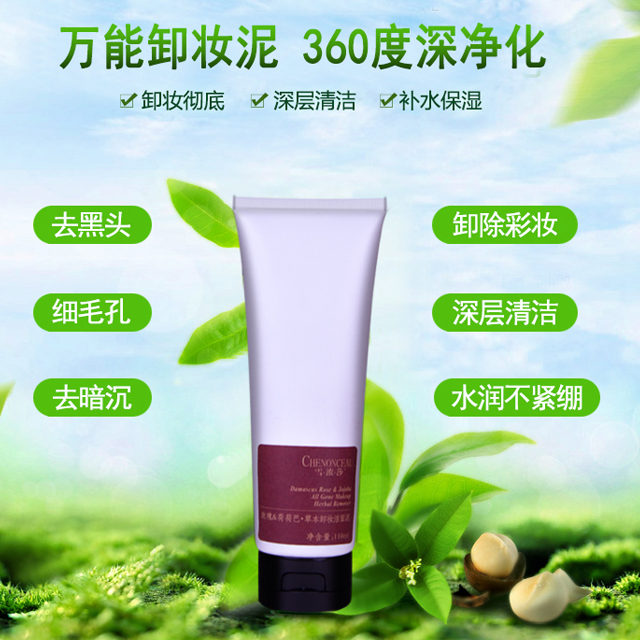 万能卸妆泥 360度深净化
卸妆彻底 深层清洁 补水保湿
去黑头 卸除彩妆
细毛孔 深层清洁
去暗沉 水润不紧绷
CHENONCEAU
Damascus Rose & Jojoba
All Gone Makeup
Herbal Remover
净含量: